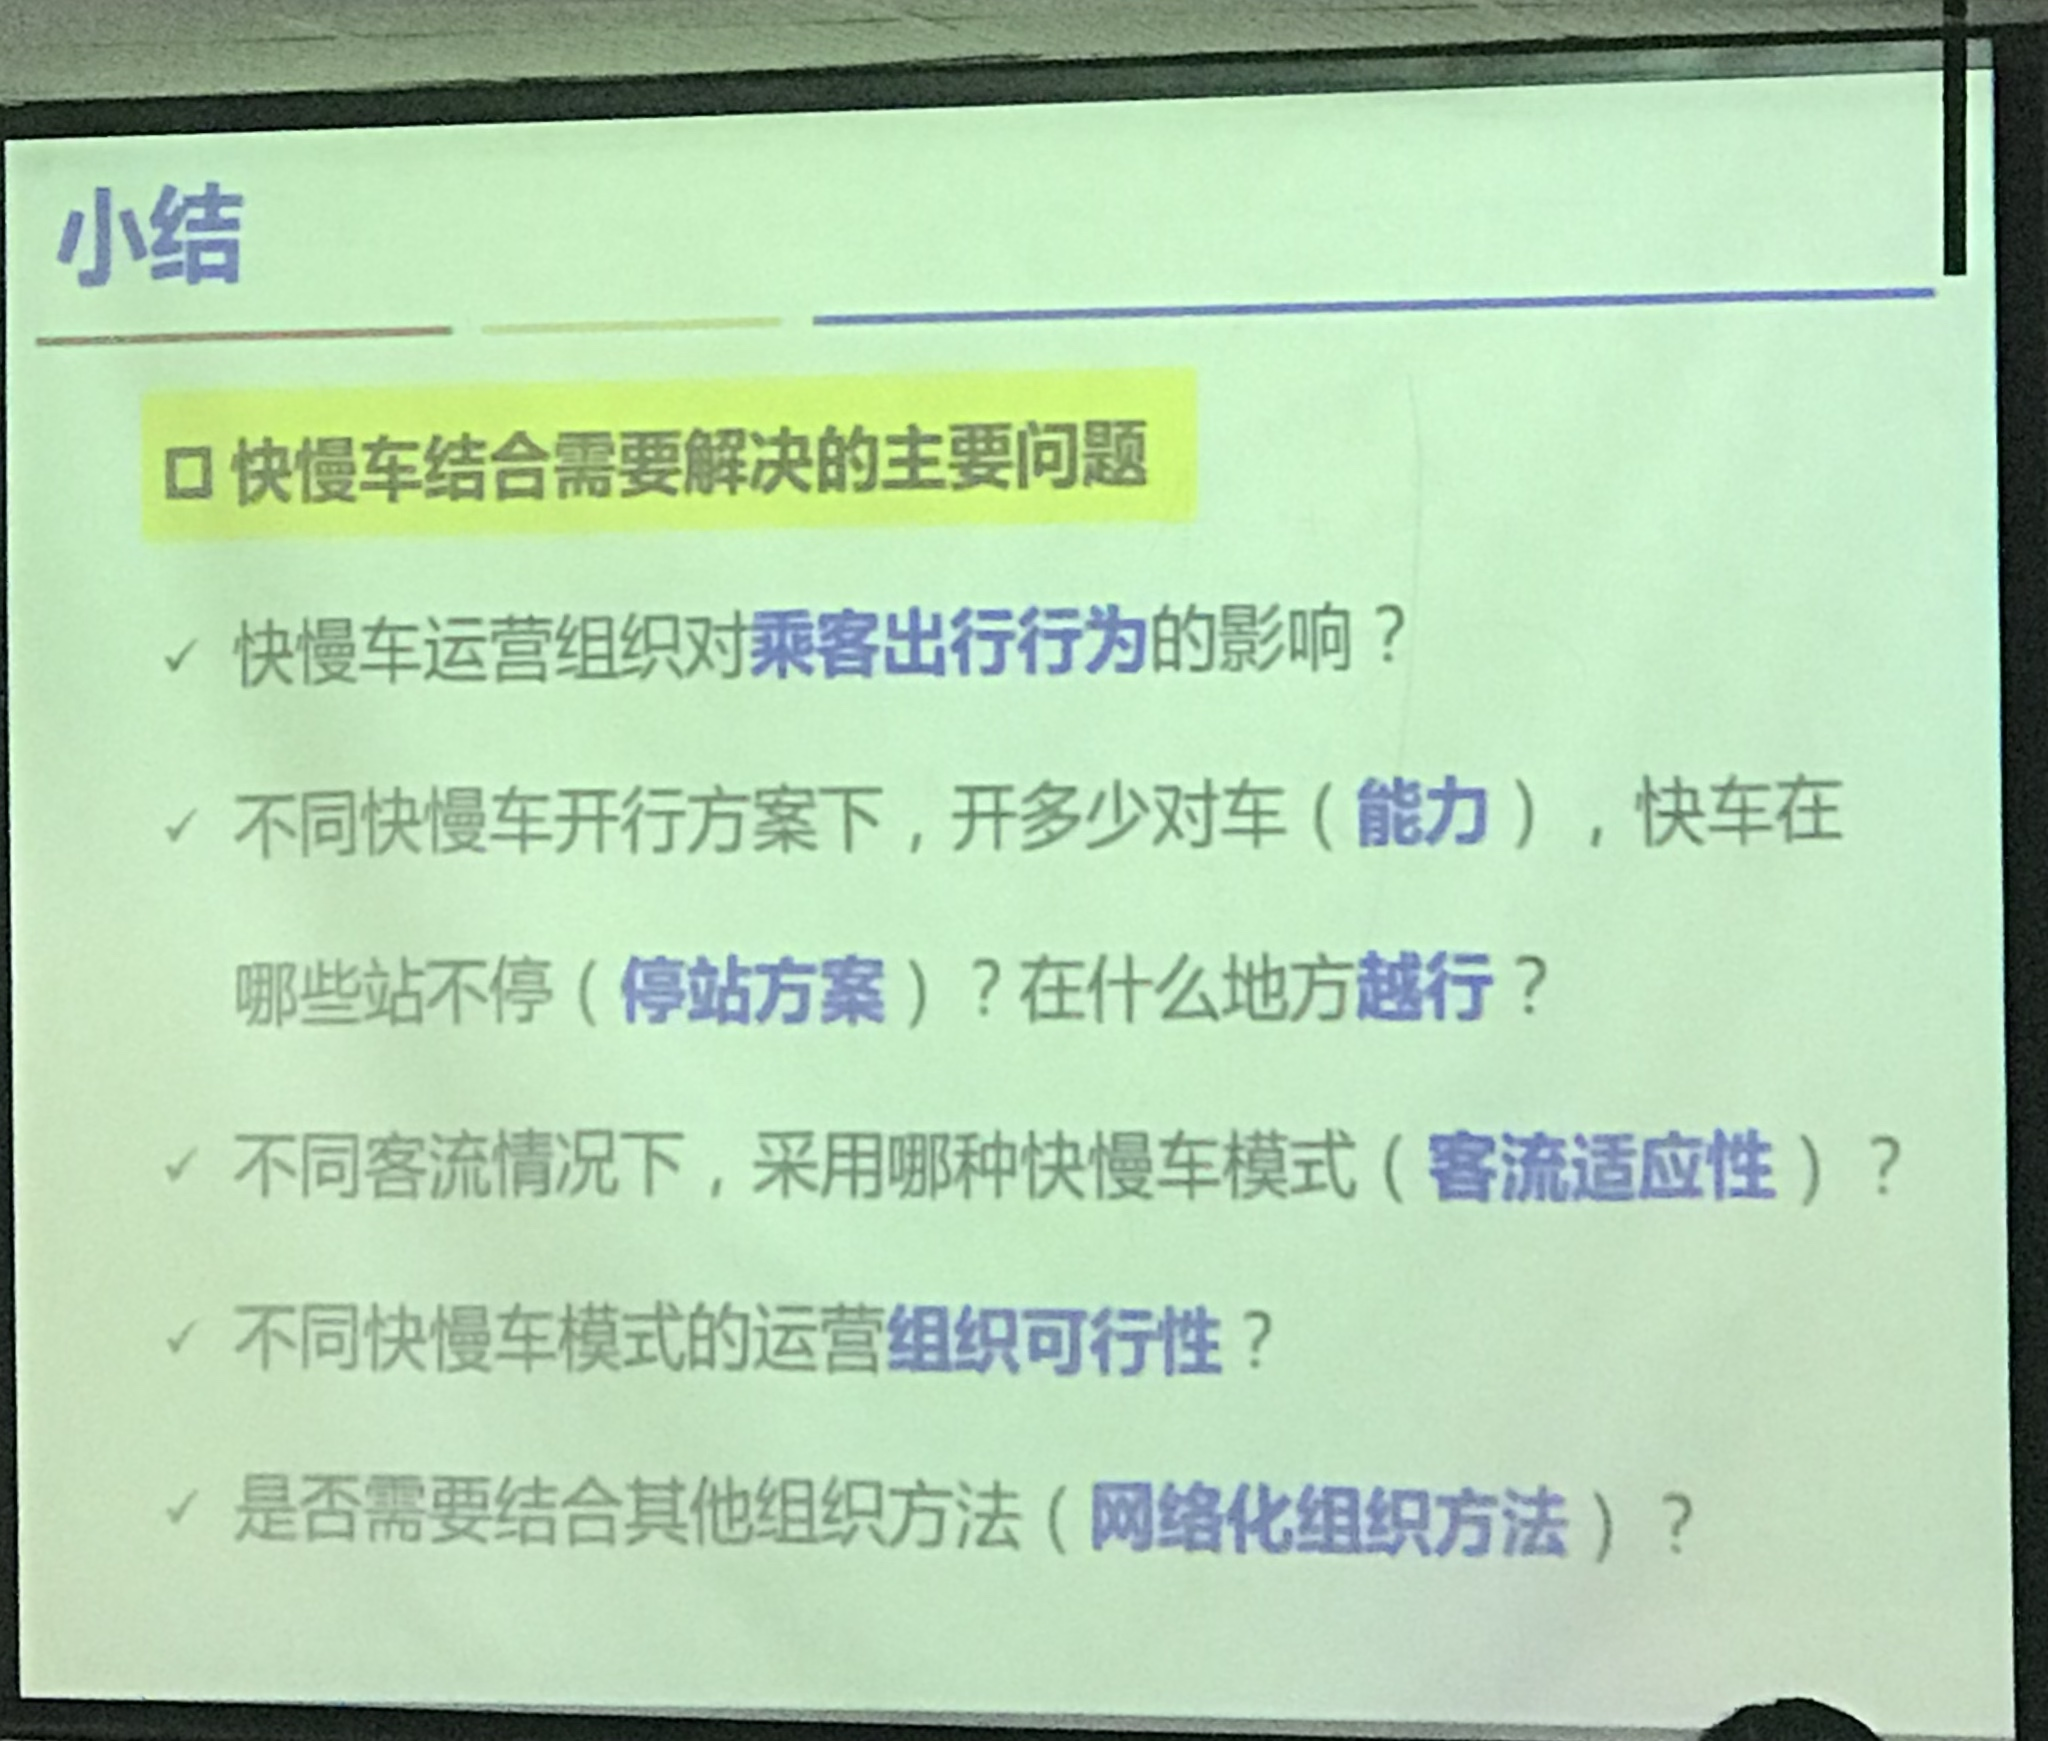 小结
口 快慢车结合需要解决的主要问题
✓ 快慢车运营组织对乘客出行行为的影响？
✓ 不同快慢车开行方案下，开多少对车（能力），快车在
哪些站不停（停站方案）？在什么地方越行？
✓ 不同客流情况下，采用哪种快慢车模式（客流适应性）？
✓ 不同快慢车模式的运营组织可行性？
✓ 是否需要结合其他组织方法（网络化组织方法）？